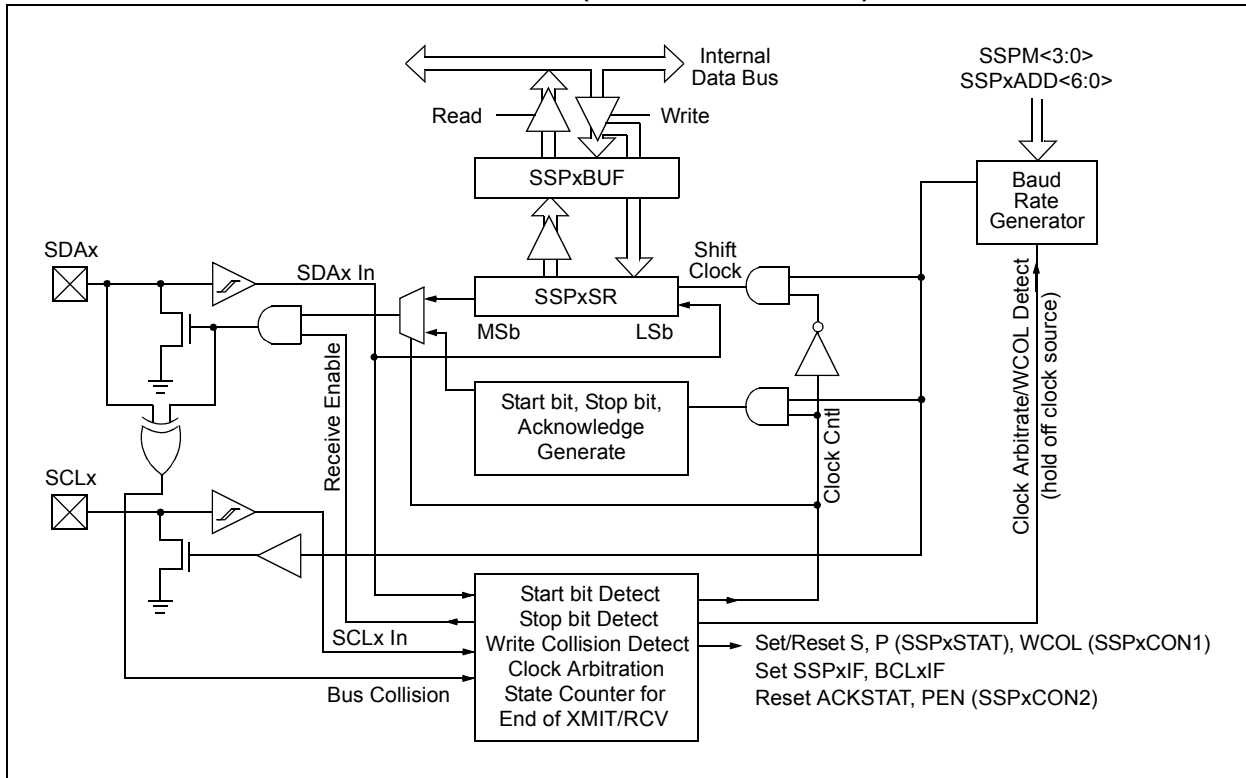 Internal
Data Bus
SSPM<3:0>
SSPxADD<6:0>
Read
Write
SSPxBUF
Baud
Rate
Generator
SDAx
SDAx In
Shift
Clock
SSPxSR
MSb
LSb
Receive Enable
Start bit, Stop bit,
Acknowledge
Generate
Clock Cntl
Clock Arbitrate/WCOL Detect
(hold off clock source)
SCLx
SCLx In
Bus Collision
Start bit Detect
Stop bit Detect
Write Collision Detect
Clock Arbitration
State Counter for
End of XMIT/RCV
Set/Reset S, P (SSPxSTAT), WCOL (SSPxCON1)
Set SSPxIF, BCLxIF
Reset ACKSTAT, PEN (SSPxCON2)